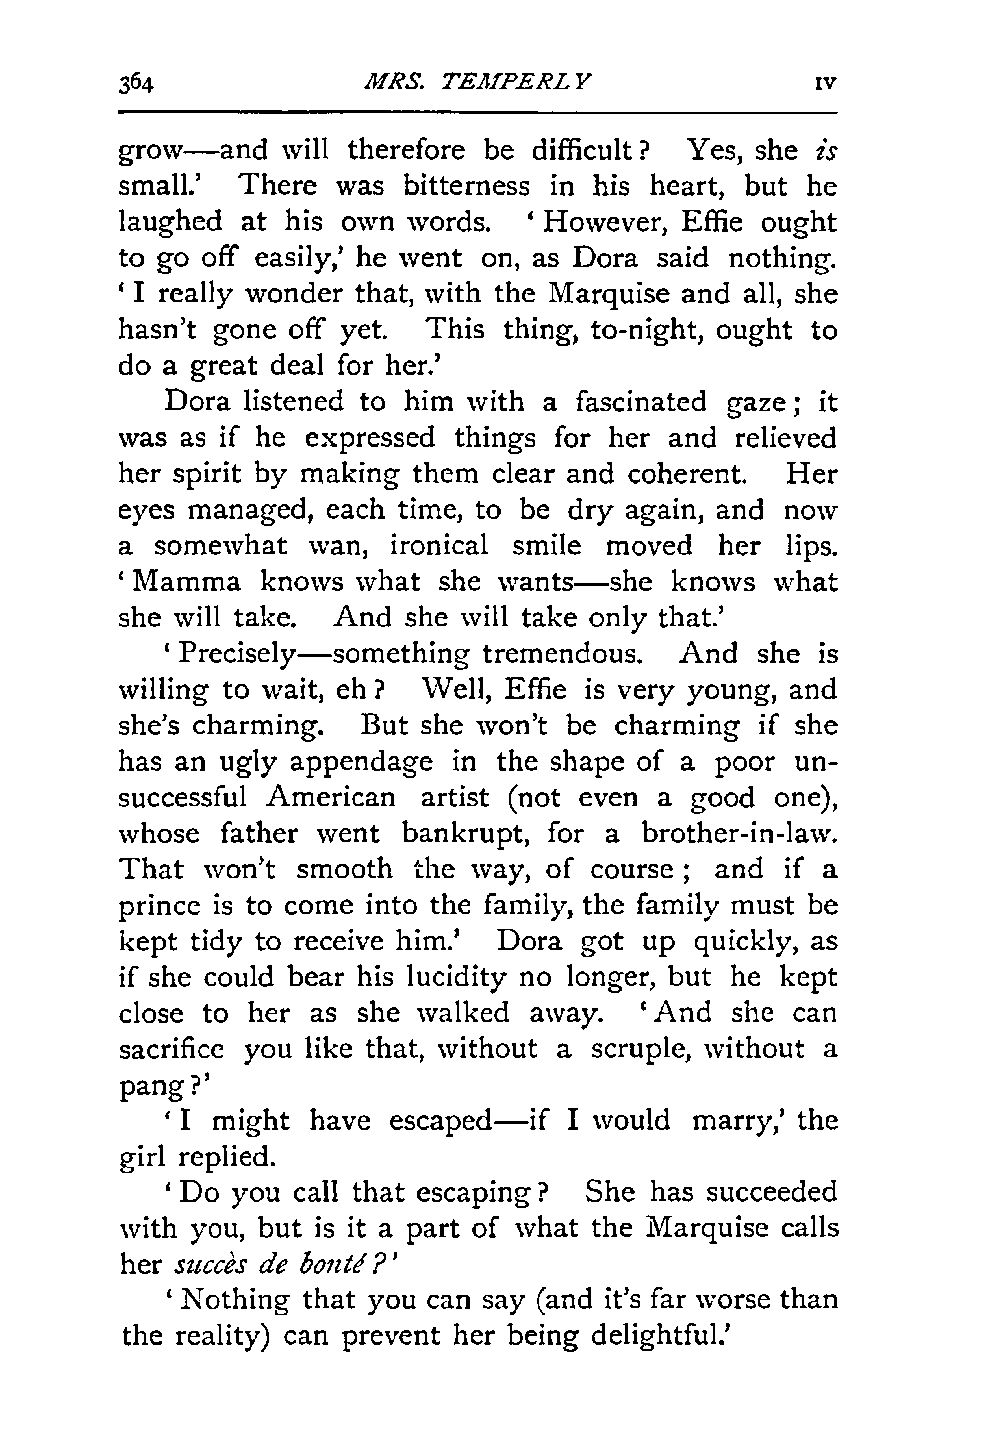 364 MRS. TEMPERLY IV
grow—and will therefore be difficult? Yes, she is
small.’ There was bitterness in his heart, but he
laughed at his own words. ‘However, Effie ought
to go off easily,’ he went on, as Dora said nothing.
‘I really wonder that, with the Marquise and all, she
hasn’t gone off yet. This thing, to-night, ought to
do a great deal for her.’
Dora listened to him with a fascinated gaze; it
was as if he expressed things for her and relieved
her spirit by making them clear and coherent. Her
eyes managed, each time, to be dry again, and now
a somewhat wan, ironical smile moved her lips.
‘Mamma knows what she wants—she knows what
she will take. And she will take only that.’
‘Precisely—something tremendous. And she is
willing to wait, eh? Well, Effie is very young, and
she’s charming. But she won’t be charming if she
has an ugly appendage in the shape of a poor un-
successful American artist (not even a good one),
whose father went bankrupt, for a brother-in-law.
That won’t smooth the way, of course; and if a
prince is to come into the family, the family must be
kept tidy to receive him.’ Dora got up quickly, as
if she could bear his lucidity no longer, but he kept
close to her as she walked away. ‘And she can
sacrifice you like that, without a scruple, without a
pang?’
‘I might have escaped—if I would marry,’ the
girl replied.
‘Do you call that escaping? She has succeeded
with you, but is it a part of what the Marquise calls
her succès de bonté?’
‘Nothing that you can say (and it’s far worse than
the reality) can prevent her being delightful.’